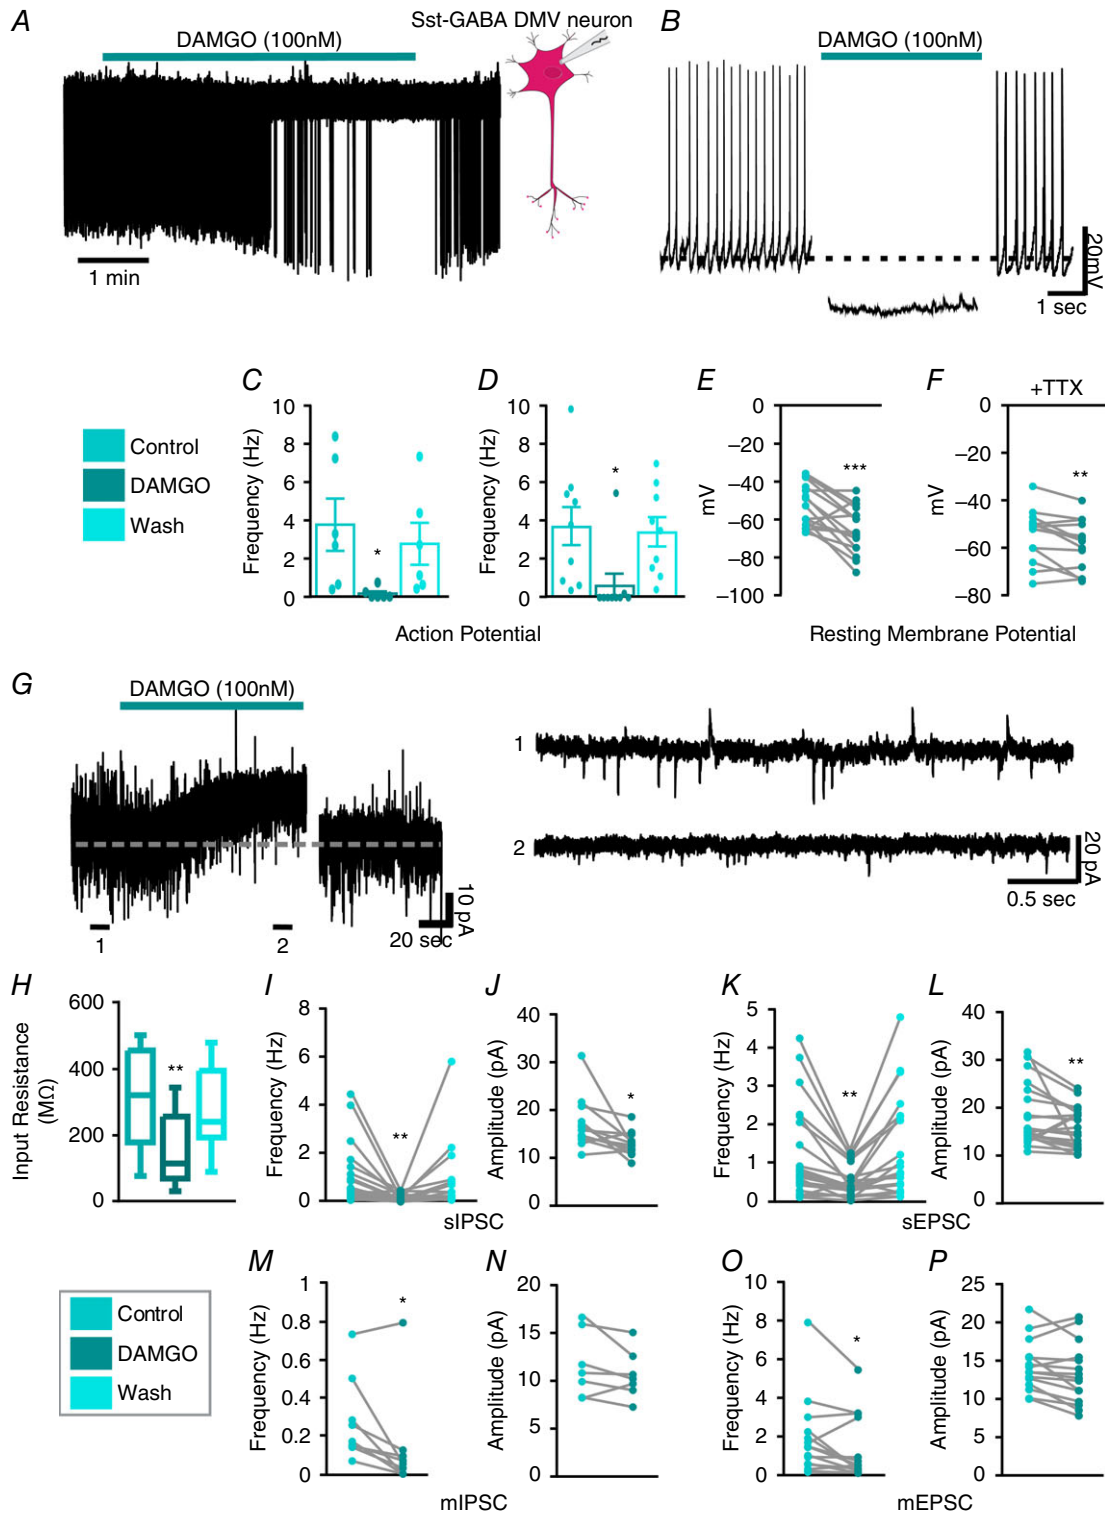 A
Sst-GABA DMV neuron
B
DAMGO (100nM)
DAMGO (100nM)
1 min
20mV
1 sec
C
D
E
F
+TTX
Control
DAMGO
Wash
Frequency (Hz)
10
8
6
4
2
0
*
Frequency (Hz)
10
8
6
4
2
0
*
mV
0
−20
−40
−60
−80
−100
***
mV
0
−20
−40
−60
−80
**
Action Potential
Resting Membrane Potential
G
DAMGO (100nM)
1
2
10 pA
20 sec
1
2
20 pA
0.5 sec
H
I
J
K
L
Input Resistance
(MΩ)
600
400
200
0
**
Frequency (Hz)
8
6
4
2
0
**
Amplitude (pA)
40
30
20
10
0
*
Frequency (Hz)
5
4
3
2
1
0
**
Amplitude (pA)
40
30
20
10
0
**
sIPSC
sEPSC
M
N
O
P
Control
DAMGO
Wash
Frequency (Hz)
1
0.8
0.6
0.4
0.2
0
*
Amplitude (pA)
20
15
10
5
0
Frequency (Hz)
10
8
6
4
2
0
*
Amplitude (pA)
25
20
15
10
5
0
mIPSC
mEPSC